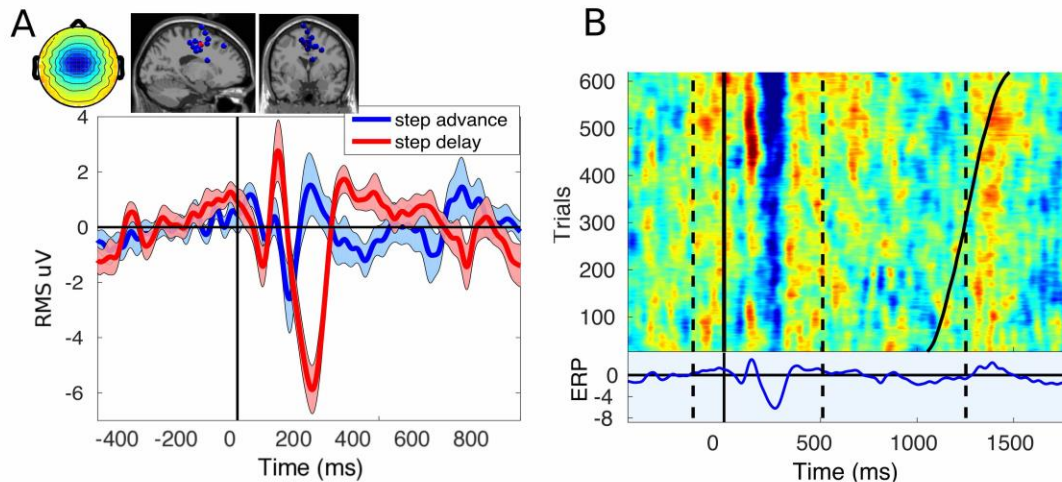 A
4
2
0
-2
-4
-6
RMS uV
step advance
step delay
-400 -200 0 200 400 600 800
Time (ms)
B
600
500
400
300
200
100
Trials
0
-4
-8
ERP
0 500 1000 1500
Time (ms)